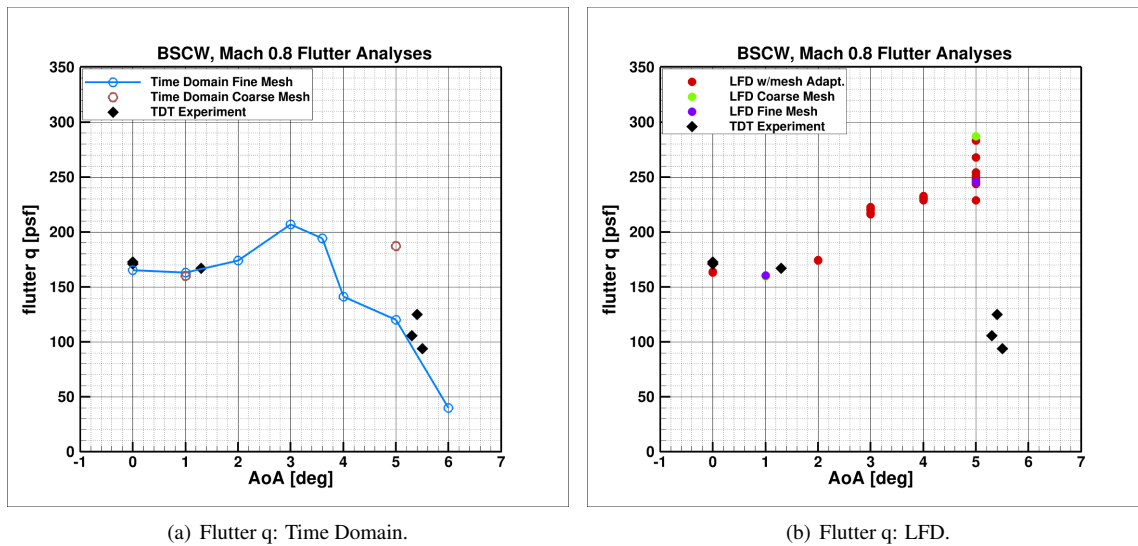 BSCW, Mach 0.8 Flutter Analyses
350
300
250
200
150
100
50
0
flutter q [psf]
Time Domain Fine Mesh
Time Domain Coarse Mesh
TDT Experiment
-1 0 1 2 3 4 5 6 7
AoA [deg]
(a) Flutter q: Time Domain.
BSCW, Mach 0.8 Flutter Analyses
350
300
250
200
150
100
50
0
flutter q [psf]
LFD w/mesh Adapt.
LFD Coarse Mesh
LFD Fine Mesh
TDT Experiment
-1 0 1 2 3 4 5 6 7
AoA [deg]
(b) Flutter q: LFD.